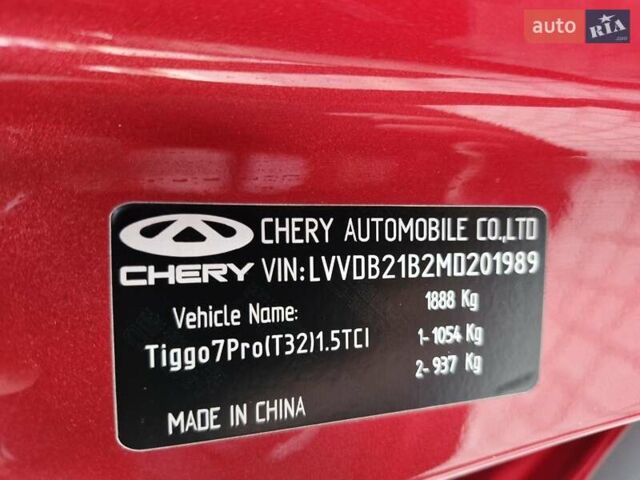 auto RIA.com
CHERY AUTOMOBILE CO.,LTD
CHERY VIN:LVVDB21B2MD201989
Vehicle Name:
Tiggo7Pro(T32)1.5TCI
1888 Kg
1-1054 Kg
2-937 Kg
MADE IN CHINA